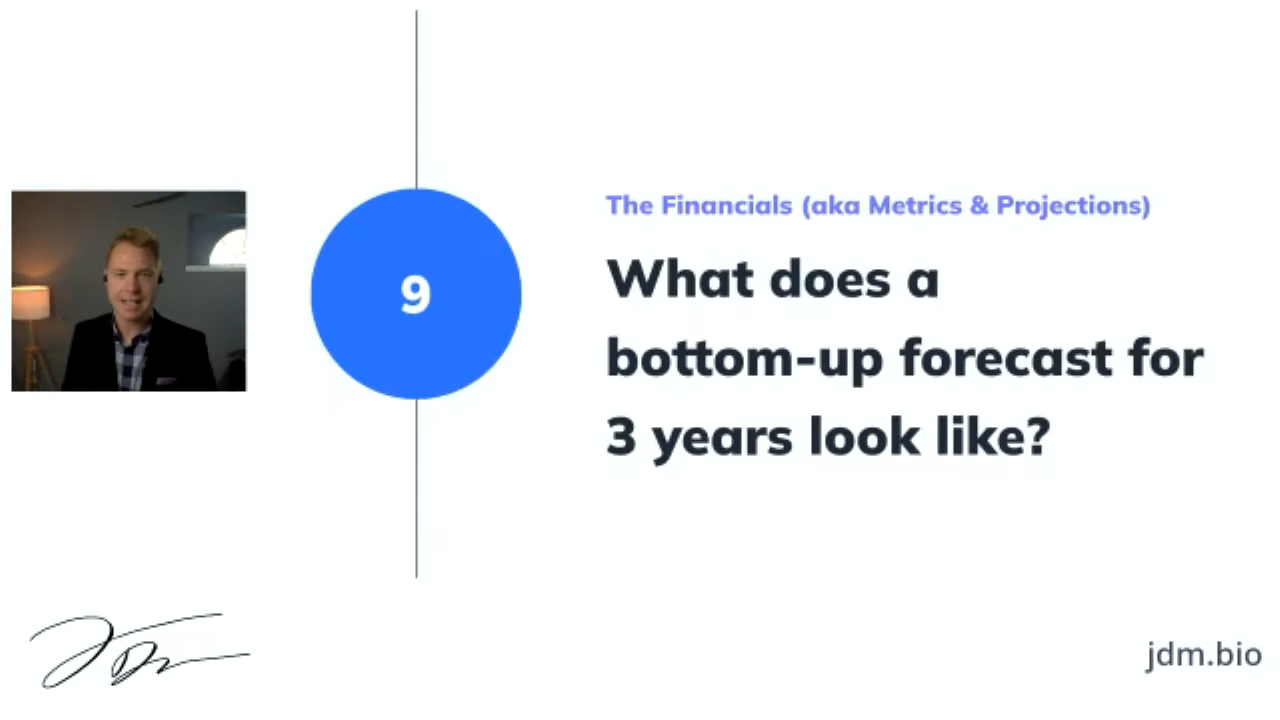 The Financials (aka Metrics & Projections)
What does a
bottom-up forecast for
3 years look like?
9
jdm.bio